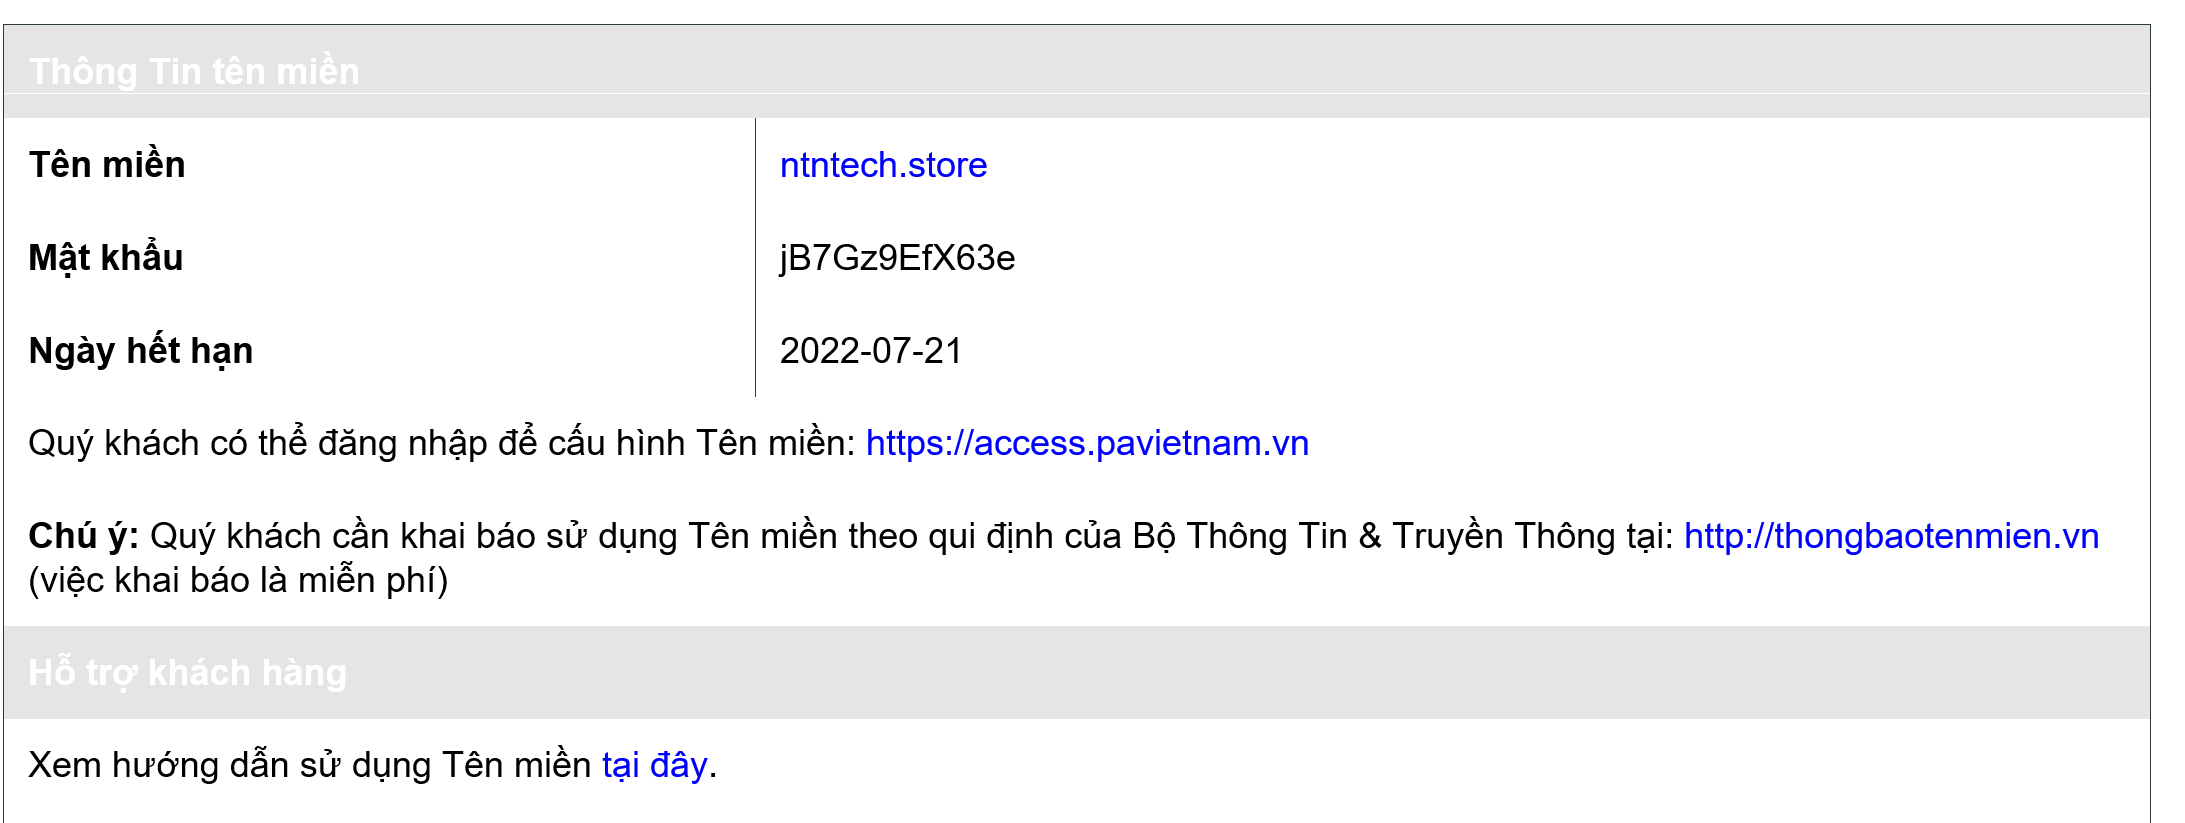 Thông Tin tên miền
Tên miền ntntech.store
Mật khẩu jB7Gz9EfX63e
Ngày hết hạn 2022-07-21
Quý khách có thể đăng nhập để cấu hình Tên miền: https://access.pavietnam.vn
Chú ý: Quý khách cần khai báo sử dụng Tên miền theo qui định của Bộ Thông Tin & Truyền Thông tại: http://thongbaotenmien.vn
(việc khai báo là miễn phí)
Hỗ trợ khách hàng
Xem hướng dẫn sử dụng Tên miền tại đây.